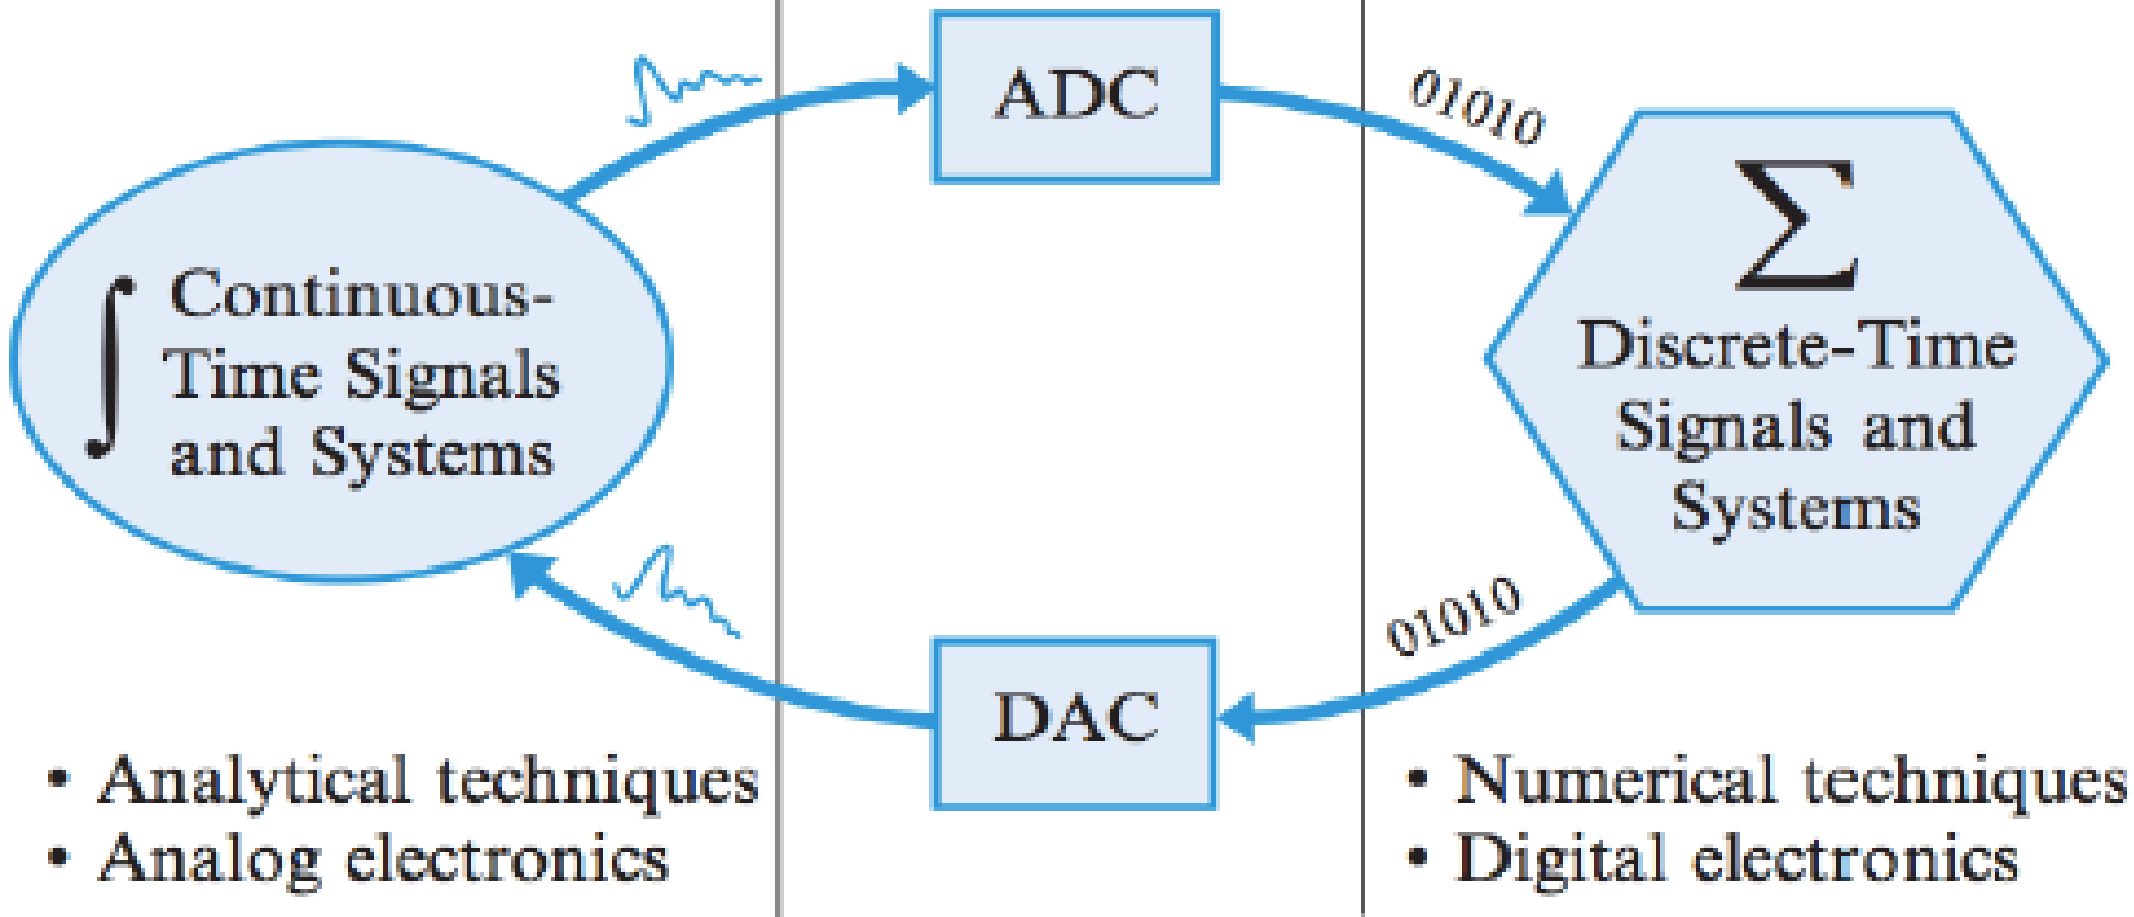 ADC
01010
∫
Continuous-
Time Signals
and Systems
∑
Discrete-Time
Signals and
Systems
01010
DAC
• Analytical techniques
• Analog electronics
• Numerical techniques
• Digital electronics